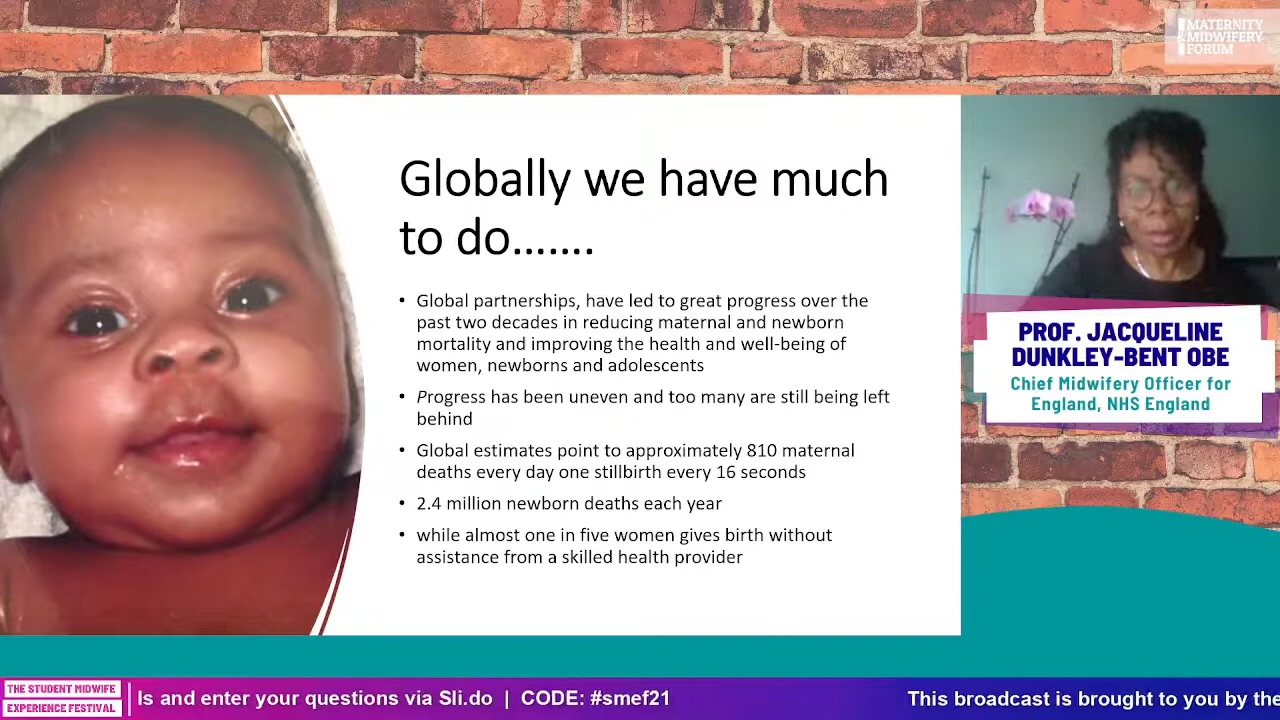 MATERNITY
& MIDWIFERY
FORUM
Globally we have much
to do.......
• Global partnerships, have led to great progress over the
past two decades in reducing maternal and newborn
mortality and improving the health and well-being of
women, newborns and adolescents
• Progress has been uneven and too many are still being left
behind
• Global estimates point to approximately 810 maternal
deaths every day one stillbirth every 16 seconds
• 2.4 million newborn deaths each year
• while almost one in five women gives birth without
assistance from a skilled health provider
PROF. JACQUELINE
DUNKLEY-BENT OBE
Chief Midwifery Officer for
England, NHS England
THE STUDENT MIDWIFE
EXPERIENCE FESTIVAL
ls and enter your questions via Sli.do | CODE: #smef21
This broadcast is brought to you by the